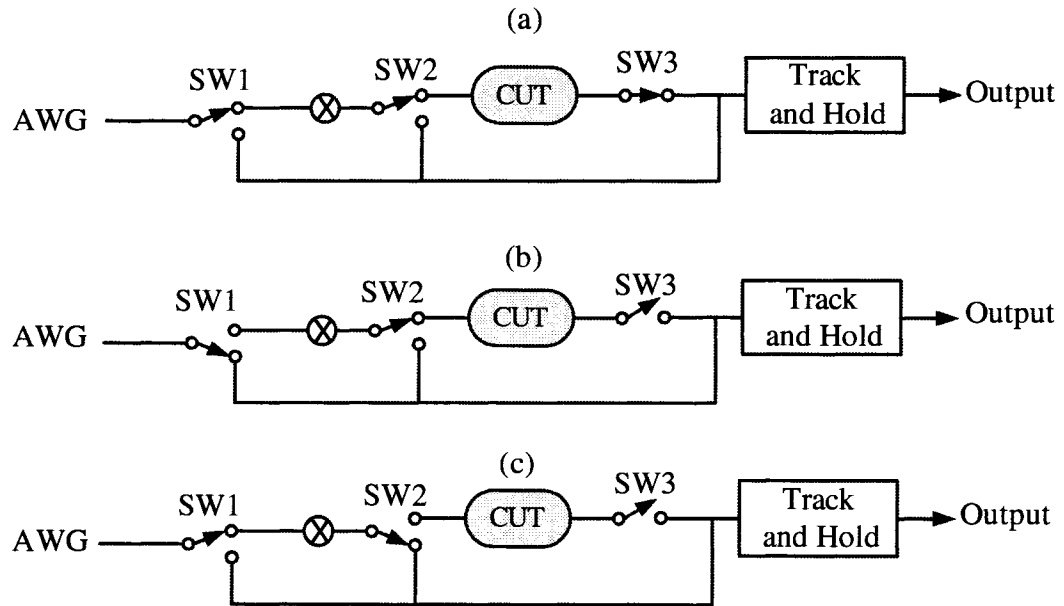 (a)
SW1
SW2
SW3
AWG
CUT
Track
and Hold
Output
(b)
SW1
SW2
SW3
AWG
CUT
Track
and Hold
Output
(c)
SW1
SW2
SW3
AWG
CUT
Track
and Hold
Output